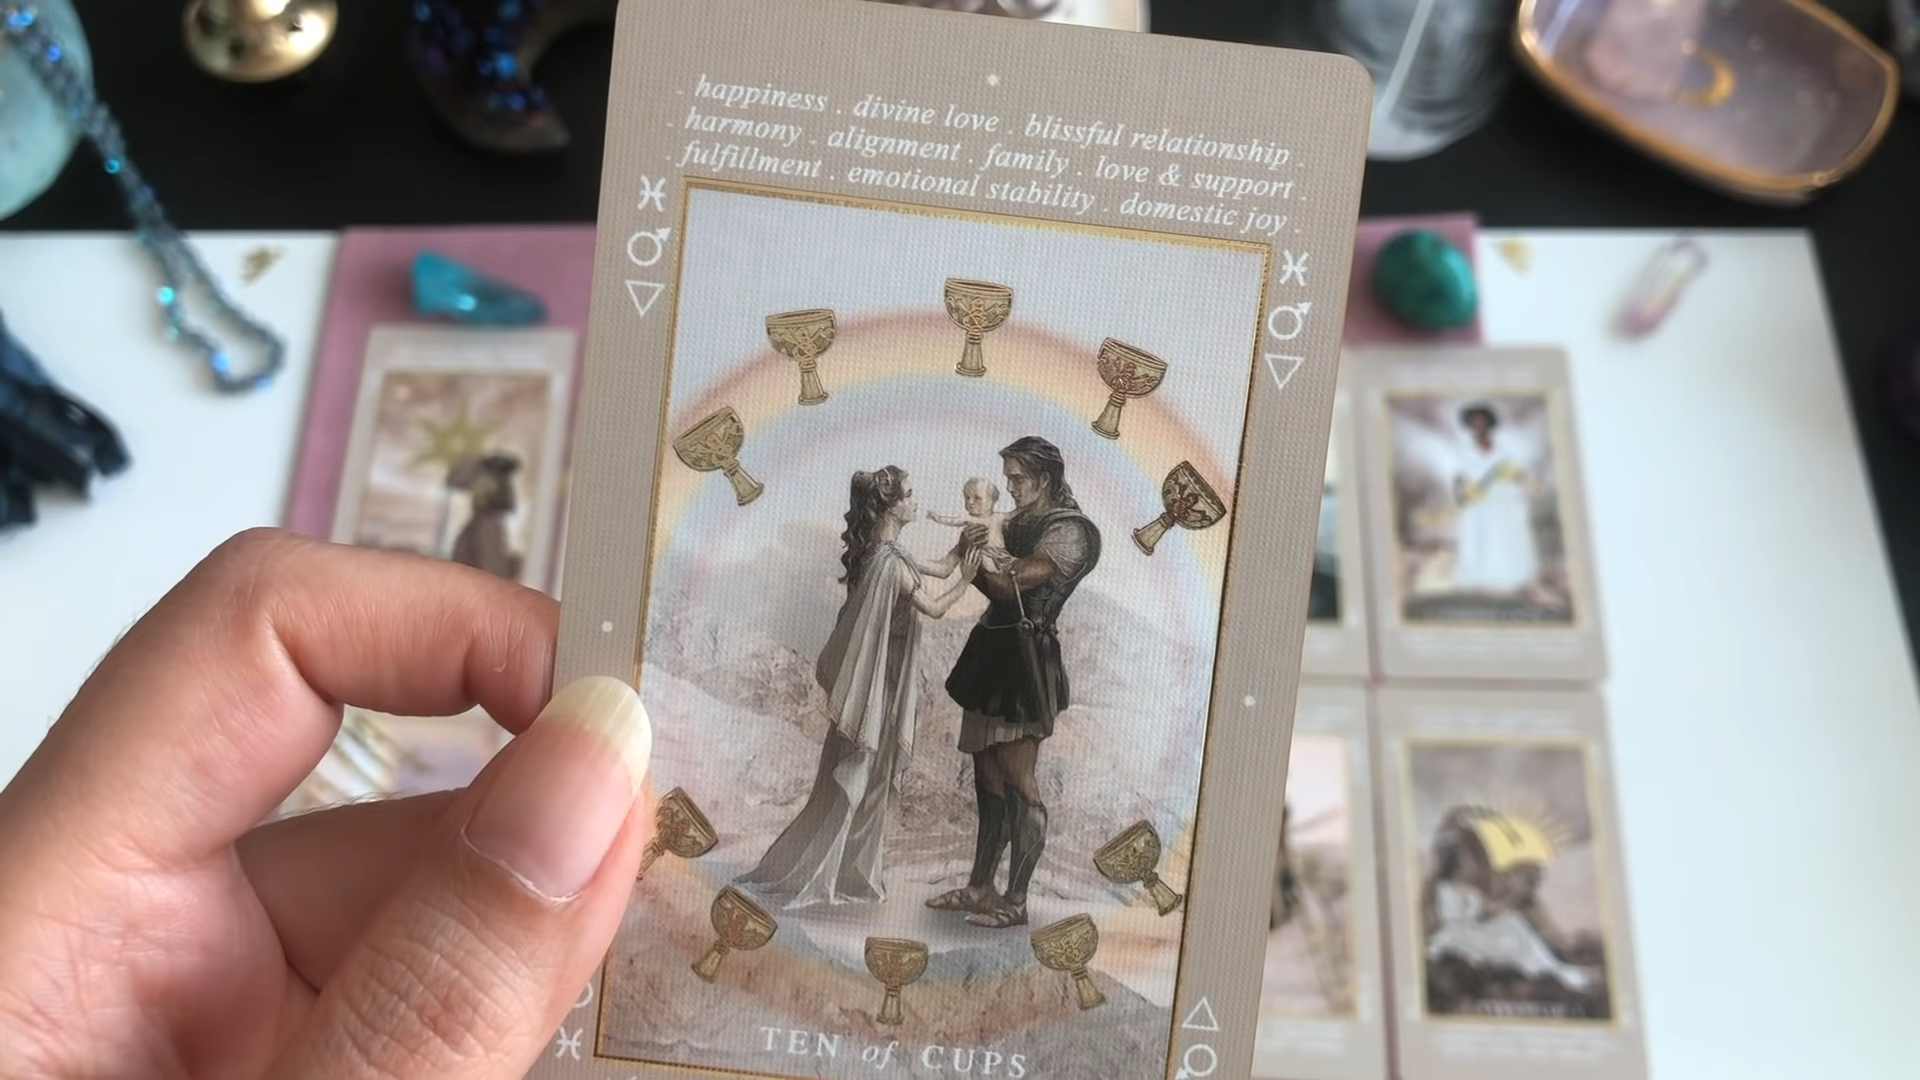 . happiness . divine love . blissful relationship .
. harmony . alignment . family . love & support .
. fulfillment . emotional stability . domestic joy .
TEN of CUPS